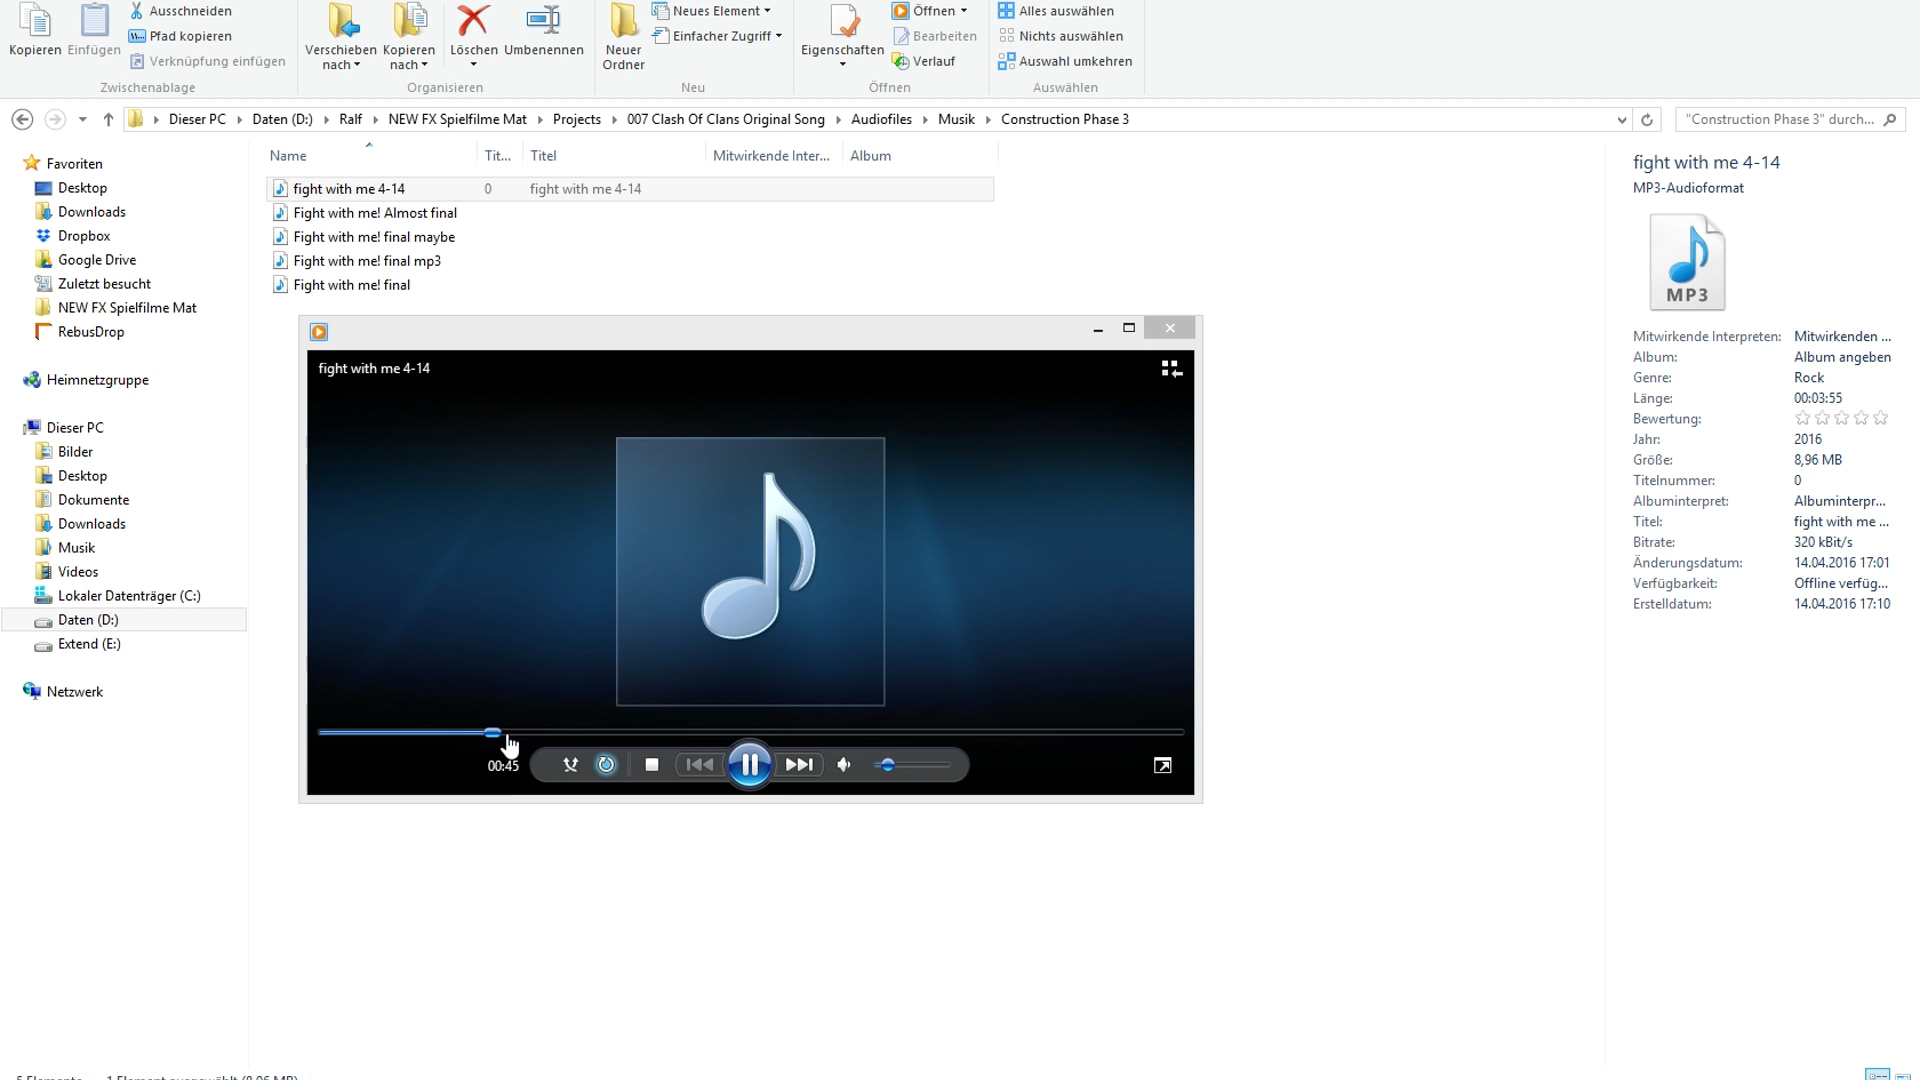 Ausschneiden
Pfad kopieren
Verknüpfung einfügen
Kopieren Einfügen
Zwischenablage
Verschieben nach
Kopieren nach
Löschen
Umbenennen
Organisieren
Neuer Ordner
Neues Element
Einfacher Zugriff
Neu
Eigenschaften
Öffnen
Bearbeiten
Verlauf
Öffnen
Alles auswählen
Nichts auswählen
Auswahl umkehren
Auswählen
Dieser PC Daten (D:) Ralf NEW FX Spielfilme Mat Projects 007 Clash Of Clans Original Song Audiofiles Musik Construction Phase 3
"Construction Phase 3" durch...
Favoriten
Desktop
Downloads
Dropbox
Google Drive
Zuletzt besucht
NEW FX Spielfilme Mat
RebusDrop
Heimnetzgruppe
Dieser PC
Bilder
Desktop
Dokumente
Downloads
Musik
Videos
Lokaler Datenträger (C:)
Daten (D:)
Extend (E:)
Netzwerk
Name Tit... Titel Mitwirkende Inter... Album
fight with me 4-14 0 fight with me 4-14
Fight with me! Almost final
Fight with me! final maybe
Fight with me! final mp3
Fight with me! final
fight with me 4-14
00:45
fight with me 4-14
MP3-Audioformat
MP3
Mitwirkende Interpreten: Mitwirkenden ...
Album: Album angeben
Genre: Rock
Länge: 00:03:55
Bewertung:
Jahr: 2016
Größe: 8,96 MB
Titelnummer: 0
Albuminterpret: Albuminterpr...
Titel: fight with me ...
Bitrate: 320 kBit/s
Änderungsdatum: 14.04.2016 17:01
Verfügbarkeit: Offline verfüg...
Erstelldatum: 14.04.2016 17:10
5 Elemente 1 Element ausgewählt (8,96 MB)